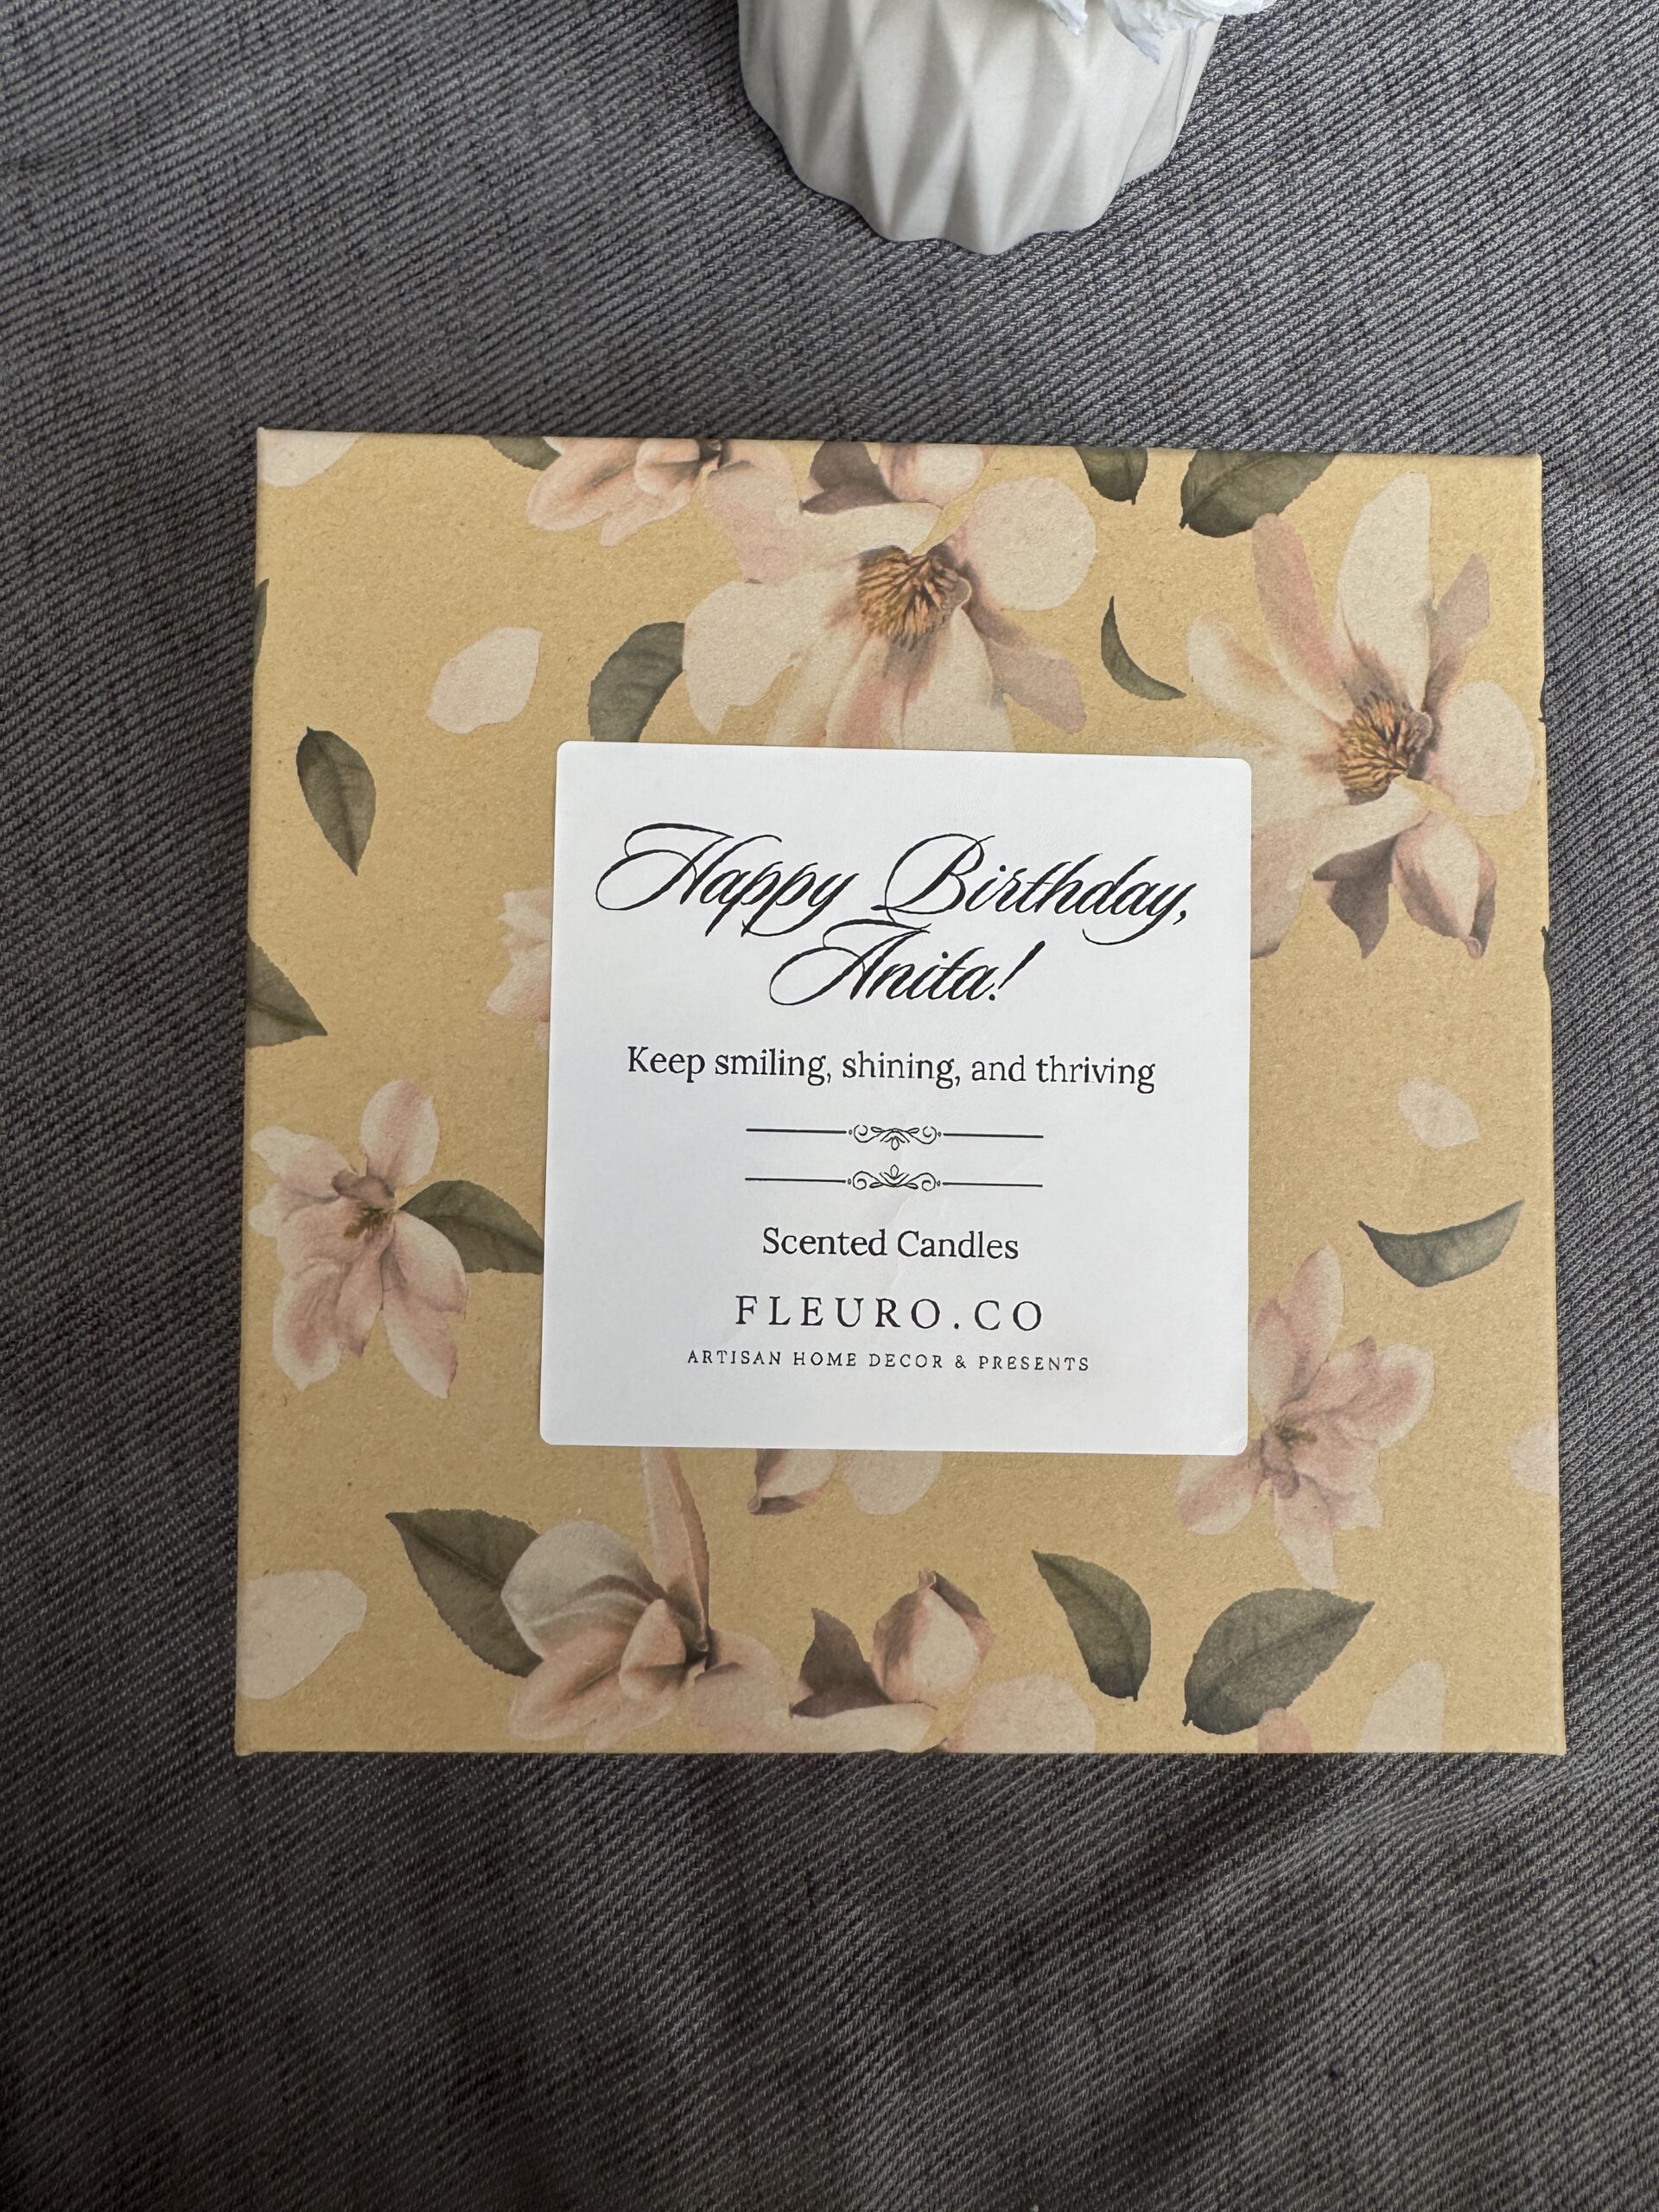 Happy Birthday,
Anita!
Keep smiling, shining, and thriving
Scented Candles
FLEURO.CO
ARTISAN HOME DECOR & PRESENTS